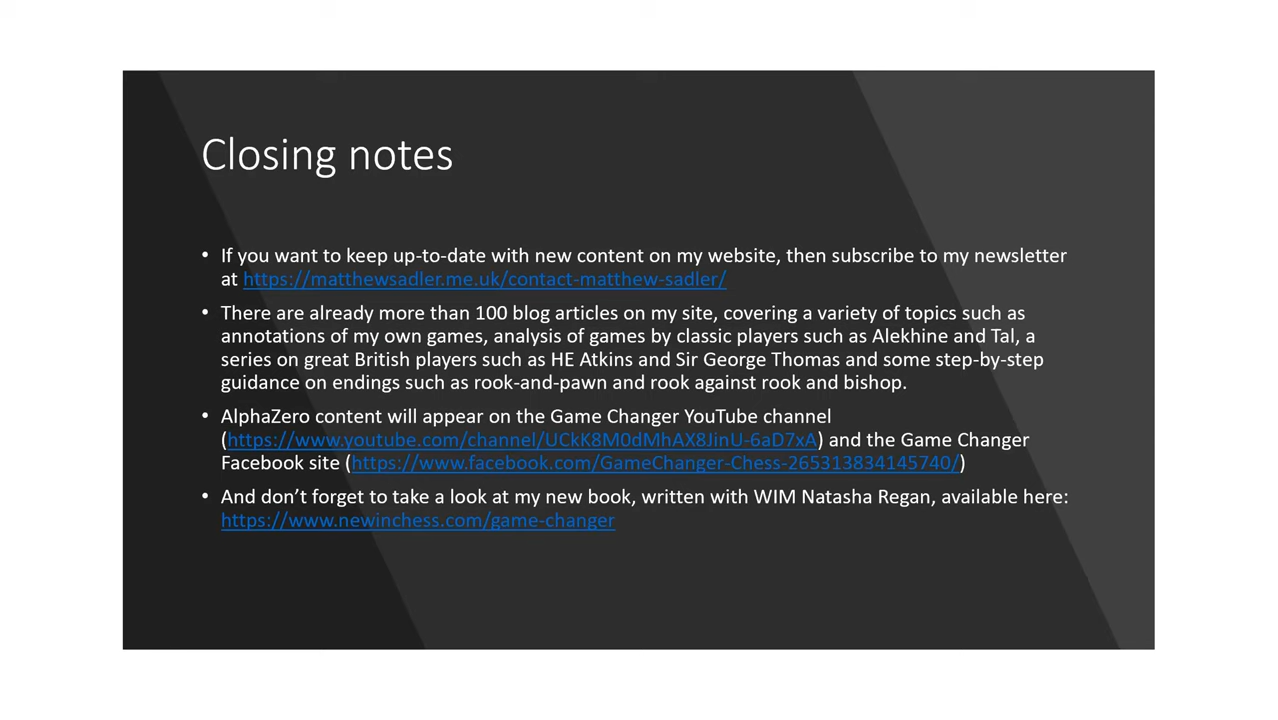 Closing notes
• If you want to keep up-to-date with new content on my website, then subscribe to my newsletter
at https://matthewsadler.me.uk/contact-matthew-sadler/
• There are already more than 100 blog articles on my site, covering a variety of topics such as
annotations of my own games, analysis of games by classic players such as Alekhine and Tal, a
series on great British players such as HE Atkins and Sir George Thomas and some step-by-step
guidance on endings such as rook-and-pawn and rook against rook and bishop.
• AlphaZero content will appear on the Game Changer YouTube channel
(https://www.youtube.com/channel/UCkK8M0dMhAX8JinU-6aD7xA) and the Game Changer
Facebook site (https://www.facebook.com/GameChanger-Chess-265313834145740/)
• And don’t forget to take a look at my new book, written with WIM Natasha Regan, available here:
https://www.newinchess.com/game-changer